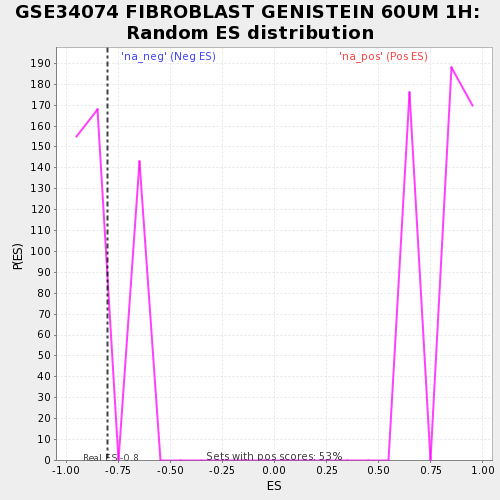 GSE34074 FIBROBLAST GENISTEIN 60UM 1H:
Random ES distribution
'na_neg' (Neg ES)
'na_pos' (Pos ES)
190
180
170
160
150
140
130
120
110
100
90
80
70
60
50
40
30
20
10
0
P(ES)
Real ES -0.8
Sets with pos scores: 53%
-1.00 -0.75 -0.50 -0.25 0.00 0.25 0.50 0.75 1.00
ES